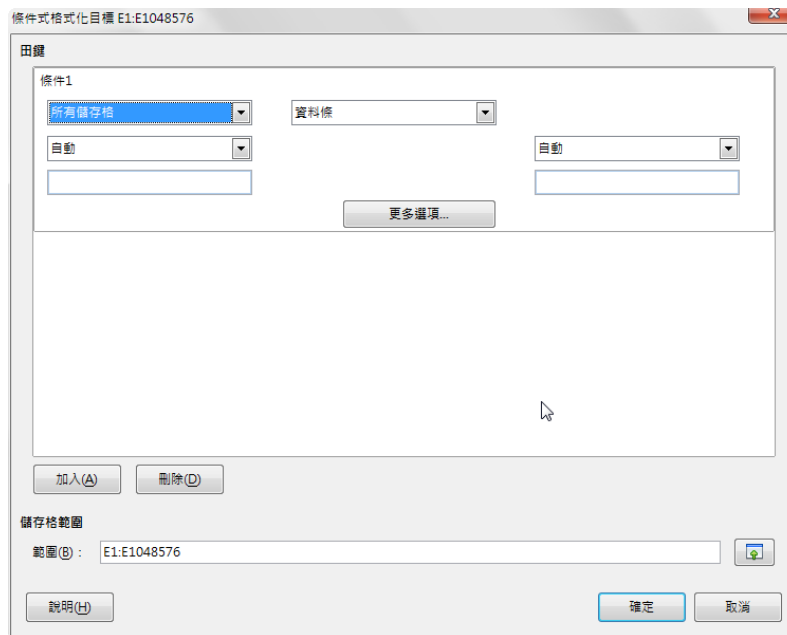 條件式格式化目標 E1:E1048576
田鍵
條件1
所有儲存格 資料條
自動 自動
更多選項...
加入(A) 刪除(D)
儲存格範圍
範圍(B)： E1:E1048576
說明(H) 確定 取消